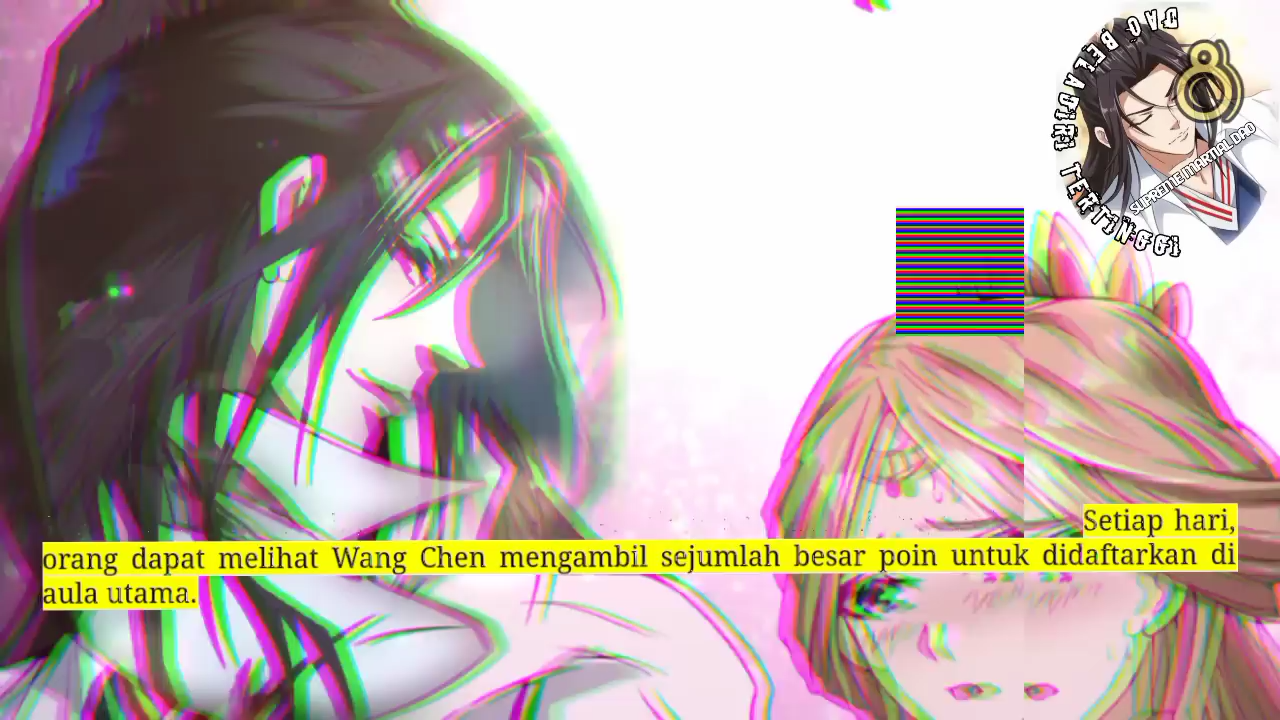 DAO BELADIRI TERTINGGI
8
SUPREME MARTIAL DAO
Setiap hari,
orang dapat melihat Wang Chen mengambil sejumlah besar poin untuk didaftarkan di
aula utama.